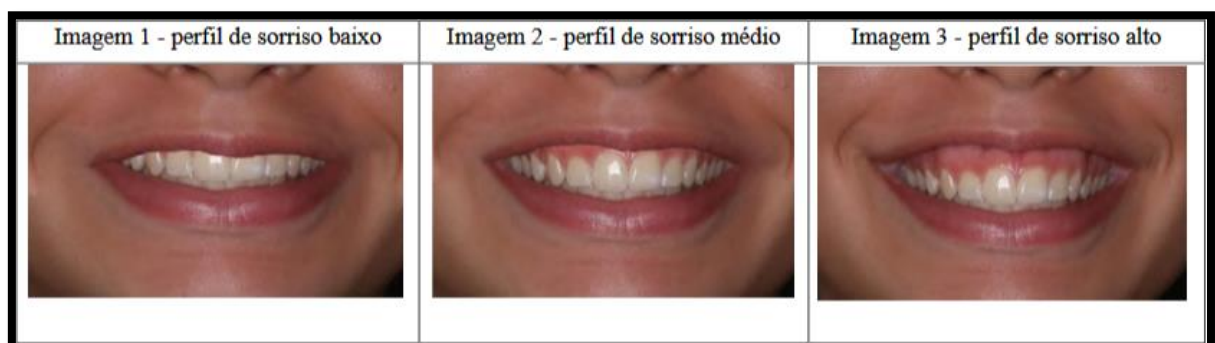 Imagem 1 - perfil de sorriso baixo
Imagem 2 - perfil de sorriso médio
Imagem 3 - perfil de sorriso alto